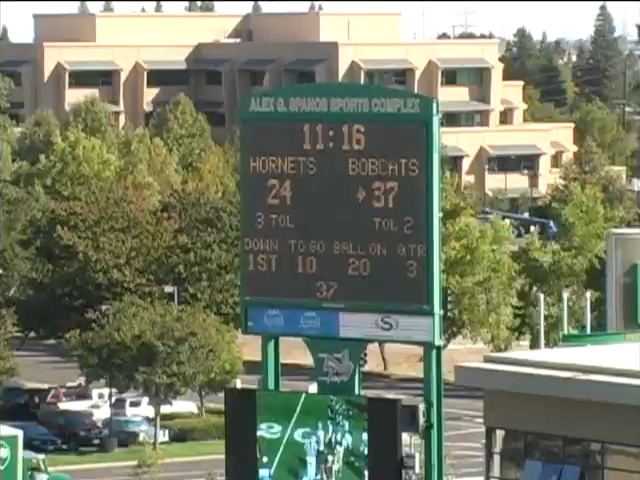 ALEX G. SPANOS SPORTS COMPLEX
11:16
HORNETS BOBCATS
24 37
3 TOL TOL 2
DOWN TO GO BALL ON QTR
1ST 10 20 3
37
S